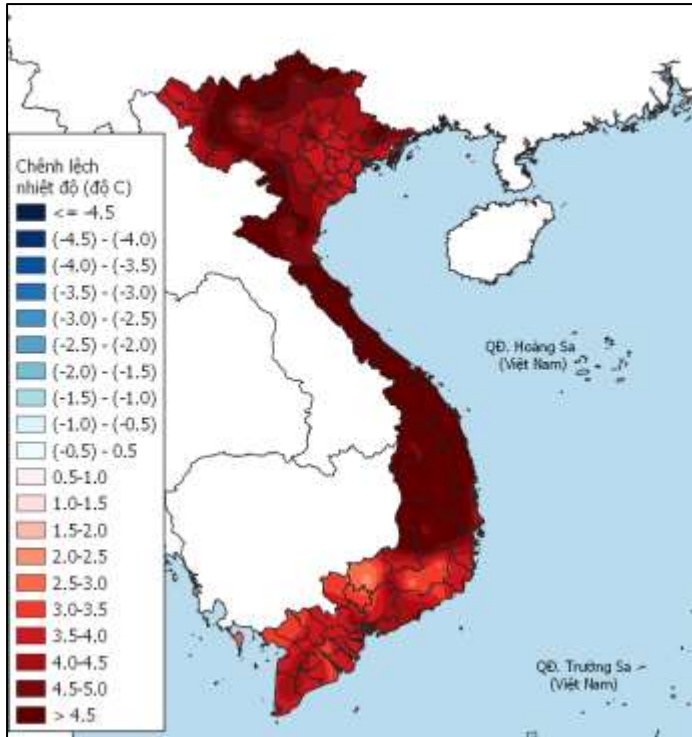 Chênh lệch
nhiệt độ (độ C)
<= -4.5
(-4.5) - (-4.0)
(-4.0) - (-3.5)
(-3.5) - (-3.0)
(-3.0) - (-2.5)
(-2.5) - (-2.0)
(-2.0) - (-1.5)
(-1.5) - (-1.0)
(-1.0) - (-0.5)
(-0.5) - 0.5
0.5-1.0
1.0-1.5
1.5-2.0
2.0-2.5
2.5-3.0
3.0-3.5
3.5-4.0
4.0-4.5
4.5-5.0
> 4.5
QĐ. Hoàng Sa
(Việt Nam)
QĐ. Trường Sa
(Việt Nam)